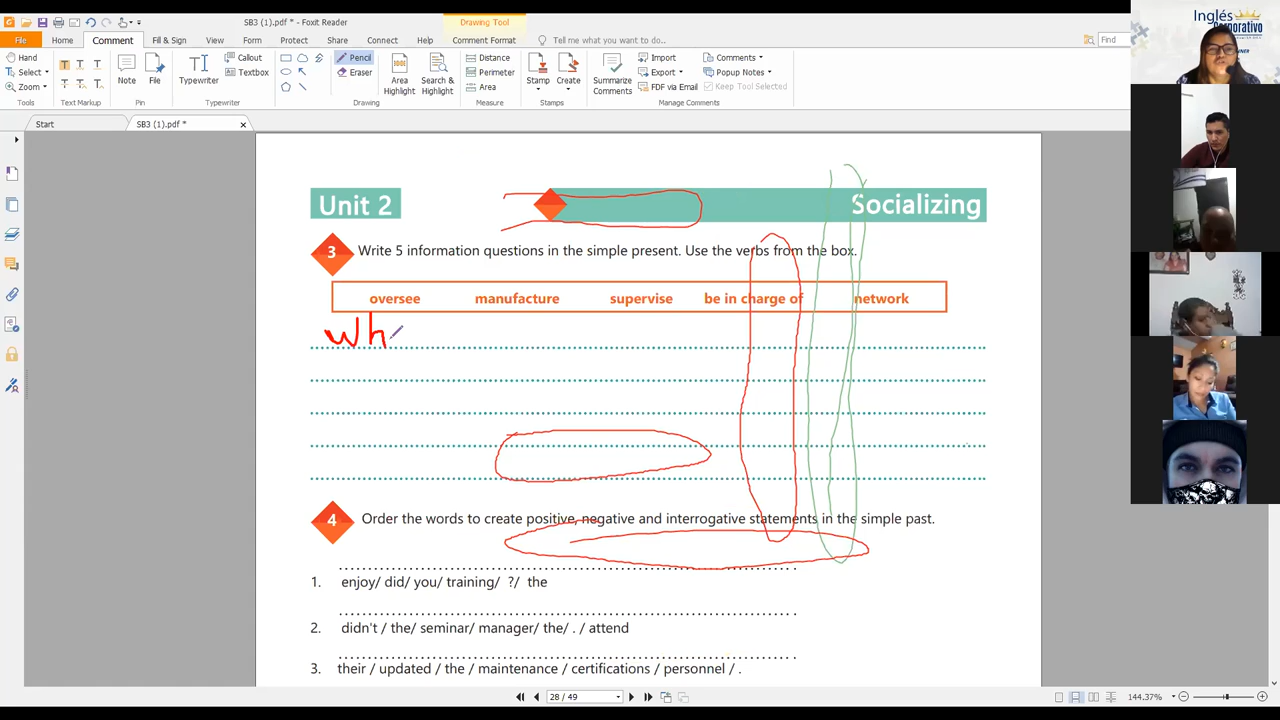 SB3 (1).pdf * - Foxit Reader
Drawing Tool
File
Home
Comment
Fill & Sign
View
Form
Protect
Share
Connect
Help
Comment Format
Tell me what you want to do...
Find
Hand
Select
Zoom
Tools
Text Markup
Note
File
Pin
Typewriter
Callout
Textbox
Typewriter
Pencil
Eraser
Drawing
Area Highlight
Search & Highlight
Distance
Perimeter
Area
Measure
Stamp
Create
Stamps
Summarize Comments
Import
Export
FDF via Email
Comments
Popup Notes
Keep Tool Selected
Manage Comments
Start
SB3 (1).pdf *
Unit 2
Socializing
3 Write 5 information questions in the simple present. Use the verbs from the box.
oversee manufacture supervise be in charge of network
Wh
4 Order the words to create positive, negative and interrogative statements in the simple past.
1. enjoy/ did/ you/ training/ ?/ the
2. didn't / the/ seminar/ manager/ the/ . / attend
3. their / updated / the / maintenance / certifications / personnel / .
28 / 49
144.37%
Inglés
Corporativo